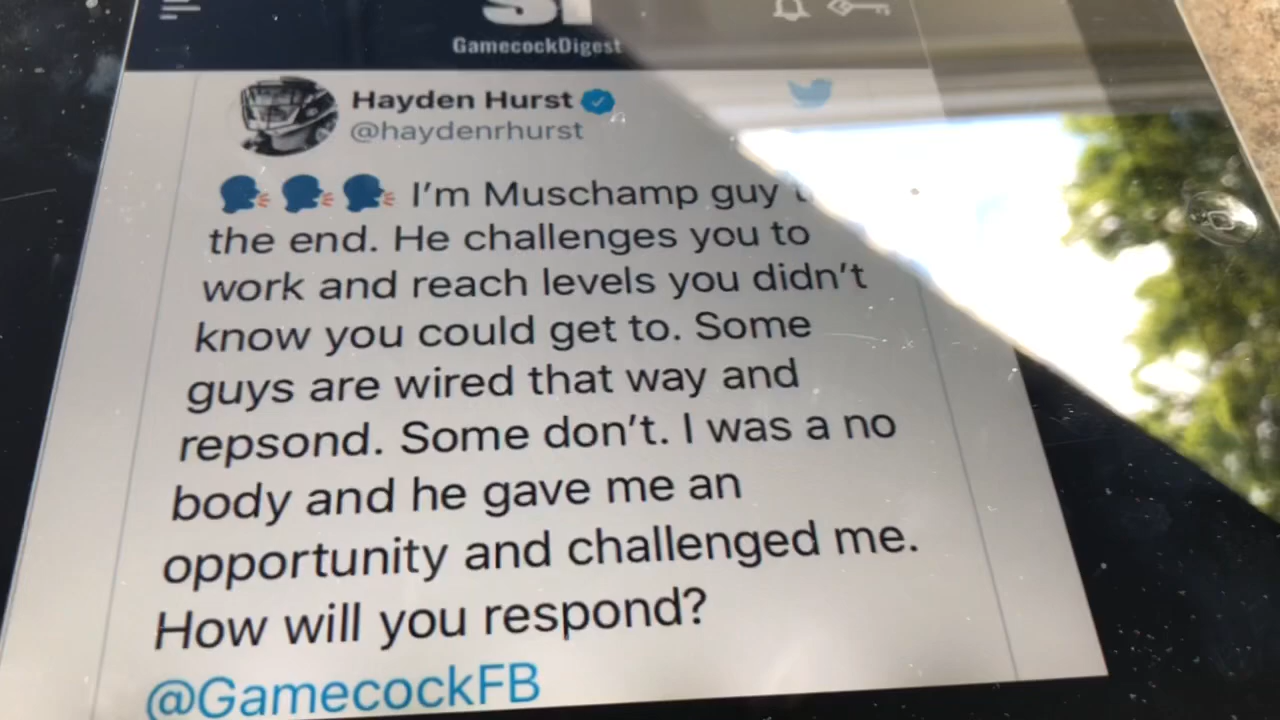 GamecockDigest
Hayden Hurst
@haydenrhurst
I'm Muschamp guy
the end. He challenges you to
work and reach levels you didn't
know you could get to. Some
guys are wired that way and
repsond. Some don't. I was a no
body and he gave me an
opportunity and challenged me.
How will you respond?
@GamecockFB